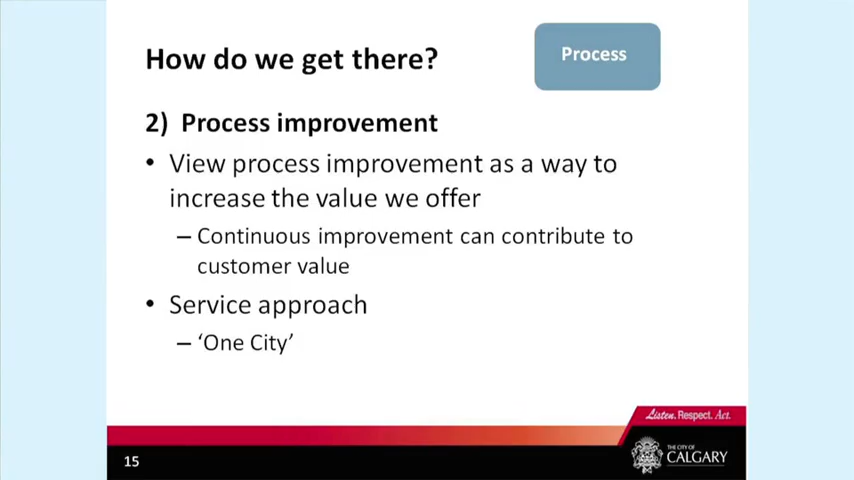 How do we get there?
Process
2) Process improvement
• View process improvement as a way to
increase the value we offer
– Continuous improvement can contribute to
customer value
• Service approach
– ‘One City’
Listen. Respect. Act.
15
THE CITY OF
CALGARY